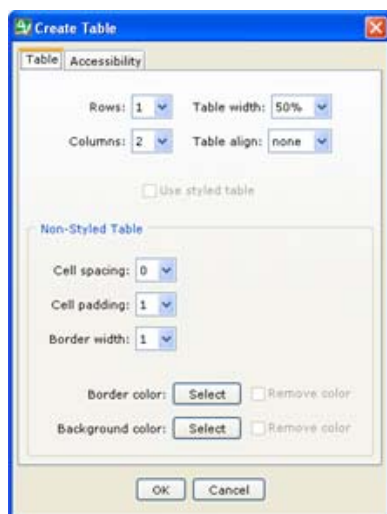 Create Table
Table Accessibility
Rows: 1 Table width: 50%
Columns: 2 Table align: none
Use styled table
Non-Styled Table
Cell spacing: 0
Cell padding: 1
Border width: 1
Border color: Select Remove color
Background color: Select Remove color
OK Cancel